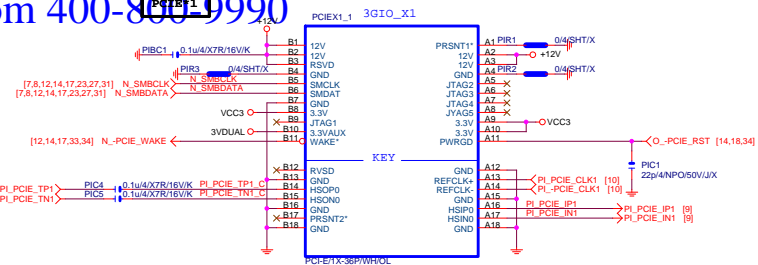 om 400-800-9990
PCIE*1
+12V
PCIEX1_1 3GIO_X1
PIBC1 0.1u/4/X7R/16V/K
PIR3 0/4/SHT/X
[7,8,12,14,17,23,27,31] N_SMBCLK N_SMBCLK
[7,8,12,14,17,23,27,31] N_SMBDATA N_SMBDATA
VCC3
3VDUAL
[12,14,17,33,34] N_-PCIE_WAKE
PI_PCIE_TP1 PIC4 0.1u/4/X7R/16V/K PI_PCIE_TP1_C
PI_PCIE_TN1 PIC5 0.1u/4/X7R/16V/K PI_PCIE_TN1_C
B1 12V
B2 12V
B3 RSVD
B4 GND
B5 SMCLK
B6 SMDAT
B7 GND
B8 3.3V
B9 JTAG1
B10 3.3VAUX
B11 WAKE*
KEY
B12 RVSD
B13 GND
B14 HSOP0
B15 HSON0
B16 GND
B17 PRSNT2*
B18 GND
PRSNT1* A1 PIR1 0/4/SHT/X
12V A2 +12V
12V A3
GND A4 PIR2 0/4/SHT/X
JTAG2 A5
JTAG3 A6
JTAG4 A7
JYAG5 A8
3.3V A9 VCC3
3.3V A10
PWRGD A11 O_-PCIE_RST [14,18,34]
PIC1
22p/4/NPO/50V/J/X
GND A12
REFCLK+ A13 PI_PCIE_CLK1 [10]
REFCLK- A14 PI_-PCIE_CLK1 [10]
GND A15
HSIP0 A16 PI_PCIE_IP1 PI_PCIE_IP1 [9]
HSIN0 A17 PI_PCIE_IN1 PI_PCIE_IN1 [9]
GND A18
PCI-E/1X-36P/WH/OL